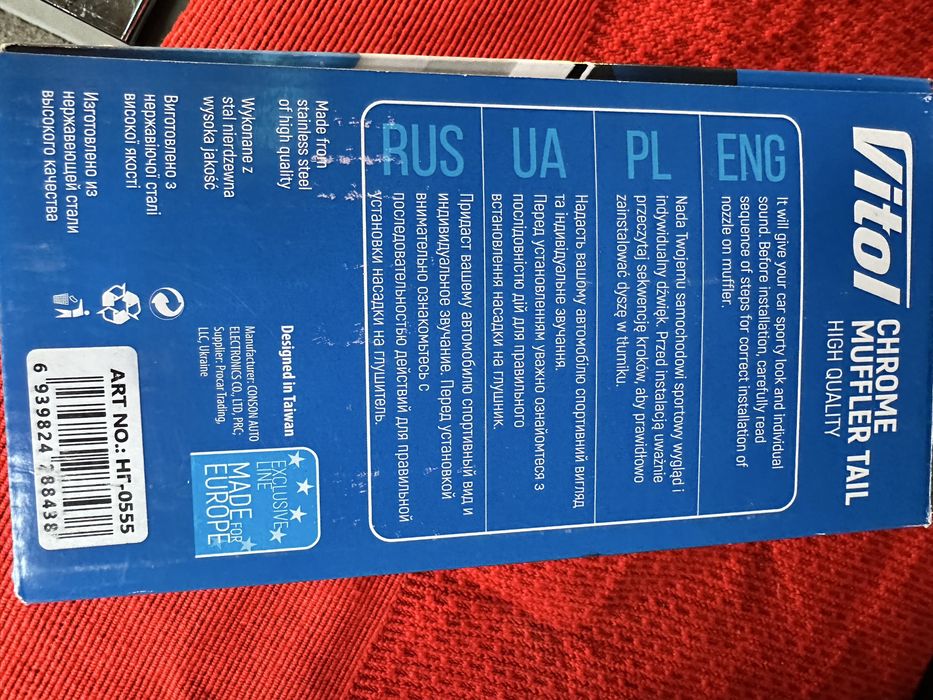 Vitol
CHROME
MUFFLER TAIL
HIGH QUALITY
ENG
It will give your car sporty look and individual
sound. Before installation, carefully read
sequence of steps for correct installation of
nozzle on muffler.
PL
Nada Twojemu samochodowi sportowy wygląd i
indywidualny dźwięk. Przed instalacją uważnie
przeczytaj sekwencję kroków, aby prawidłowo
zainstalować dyszę w tłumiku.
UA
Надасть вашому автомобілю спортивний вигляд
та індивідуальне звучання.
Перед установленням уважно ознайомтеся з
послідовністю дій для правильного
встановлення насадки на глушник.
RUS
Придаст вашему автомобилю спортивный вид и
индивидуальное звучание. Перед установкой
внимательно ознакомьтесь с
последовательностью действий для правильной
установки насадки на глушитель.
Made from
stainless steel
of high quality
Wykonane z
stal nierdzewna
wysoka jakość
Виготовлено з
нержавіючої сталі
високої якості
Изготовлено из
нержавеющей стали
высокого качества
Designed in Taiwan
Manufacturer: CONSON AUTO
ELECTRONICS CO., LTD, PRC;
Supplier: Procat Trading,
LLC, Ukraine
EXCLUSIVE
LINE
MADE FOR
EUROPE
ART NO.: НГ-0555
6 939824 288438